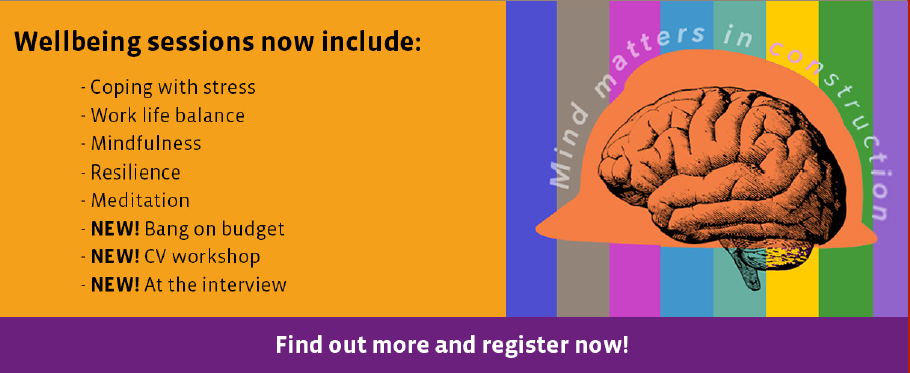 Wellbeing sessions now include:
- Coping with stress
- Work life balance
- Mindfulness
- Resilience
- Meditation
- NEW! Bang on budget
- NEW! CV workshop
- NEW! At the interview
Mind matters in construction
Find out more and register now!